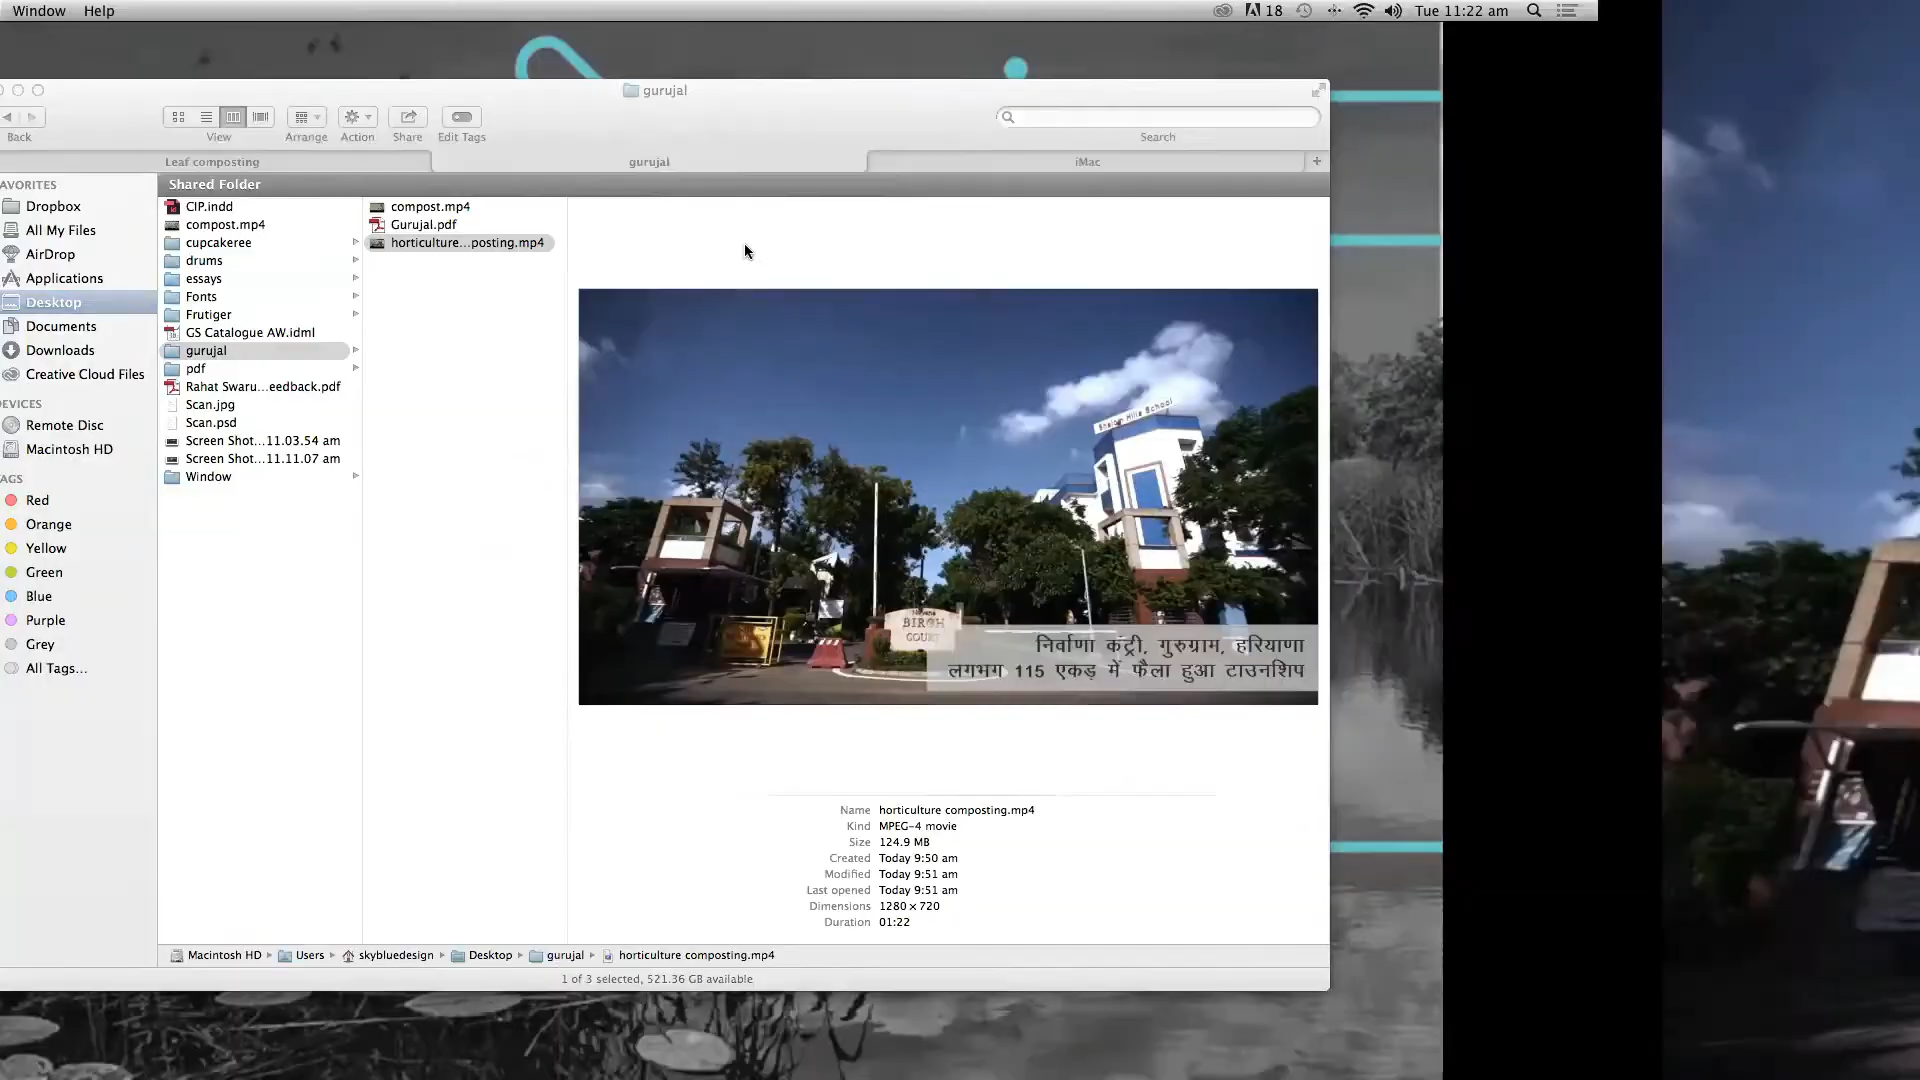 Window Help
18 Tue 11:22 am
gurujal
Back View Arrange Action Share Edit Tags Search
Leaf composting gurujal iMac +
Shared Folder
AVORITES
Dropbox
All My Files
AirDrop
Applications
Desktop
Documents
Downloads
Creative Cloud Files
EVICES
Remote Disc
Macintosh HD
AGS
Red
Orange
Yellow
Green
Blue
Purple
Grey
All Tags...
CIP.indd
compost.mp4
cupcakeree
drums
essays
Fonts
Frutiger
GS Catalogue AW.idml
gurujal
pdf
Rahat Swaru...eedback.pdf
Scan.jpg
Scan.psd
Screen Shot...11.03.54 am
Screen Shot...11.11.07 am
Window
compost.mp4
Gurujal.pdf
horticulture...posting.mp4
Shalom Hills School
Nirvana
BIRCH
COURT
निर्वाणा कंट्री, गुरुग्राम, हरियाणा
लगभग 115 एकड़ में फैला हुआ टाउनशिप
Name horticulture composting.mp4
Kind MPEG-4 movie
Size 124.9 MB
Created Today 9:50 am
Modified Today 9:51 am
Last opened Today 9:51 am
Dimensions 1280 × 720
Duration 01:22
Macintosh HD Users skybluedesign Desktop gurujal horticulture composting.mp4
1 of 3 selected, 521.36 GB available